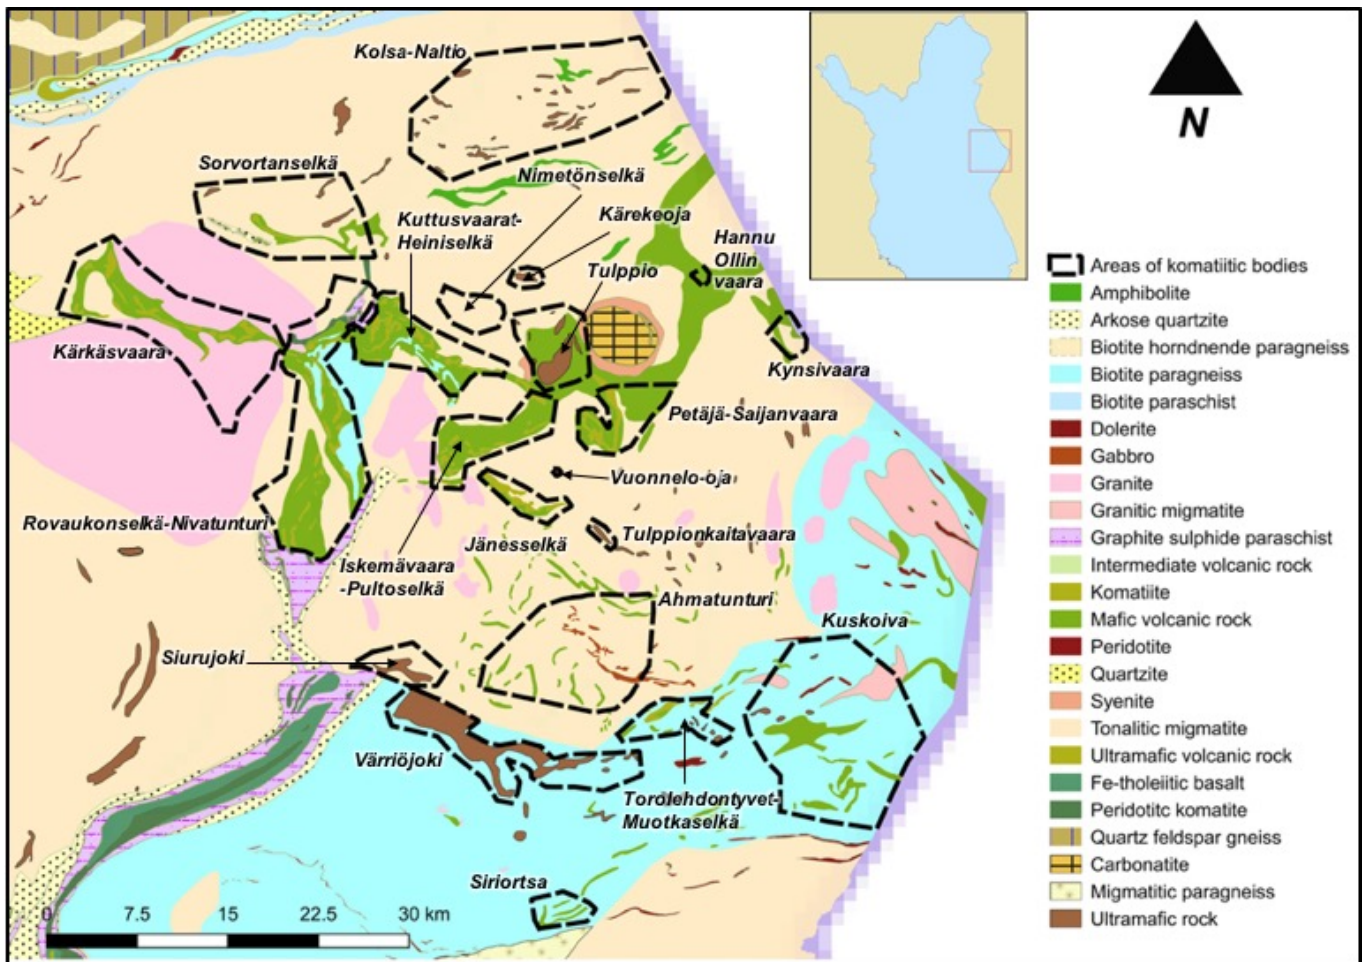 Kolsa-Naltio
Sorvortanselkä
Nimetönselkä
Kuttusvaarat-
Heiniselkä
Kärekeoja
Tulppio
Hannu
Ollin
vaara
Kärkäsvaara
Kynsivaara
Petäjä-Saijanvaara
Vuonnelo-oja
Rovaukonselkä-Nivatunturi
Tulppionkaitavaara
Jänesselkä
Iskemävaara
-Pultoselkä
Ahmatunturi
Kuskoiva
Siurujoki
Värriöjoki
Torolehdontyvet-
Muotkaselkä
Siriortsa
0 7.5 15 22.5 30 km
N
Areas of komatiitic bodies
Amphibolite
Arkose quartzite
Biotite horndnende paragneiss
Biotite paragneiss
Biotite paraschist
Dolerite
Gabbro
Granite
Granitic migmatite
Graphite sulphide paraschist
Intermediate volcanic rock
Komatiite
Mafic volcanic rock
Peridotite
Quartzite
Syenite
Tonalitic migmatite
Ultramafic volcanic rock
Fe-tholeiitic basalt
Peridotitc komatite
Quartz feldspar gneiss
Carbonatite
Migmatitic paragneiss
Ultramafic rock